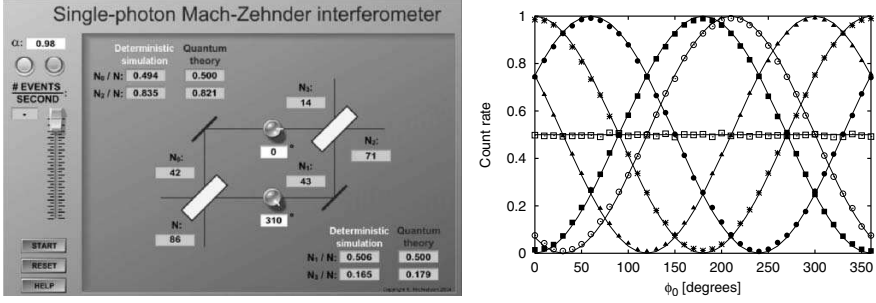 Single-photon Mach-Zehnder interferometer
α: 0.98
# EVENTS
SECOND :
-
START
RESET
HELP
Deterministic simulation Quantum theory
N₀ / N: 0.494 0.500
N₂ / N: 0.835 0.821
N₃:
14
0 °
N₂:
71
N₀:
42
N₁:
43
310 °
N:
86
Deterministic simulation Quantum theory
N₁ / N: 0.506 0.500
N₃ / N: 0.165 0.179
Count rate
1
0.8
0.6
0.4
0.2
0
0 50 100 150 200 250 300 350
ϕ₀ [degrees]